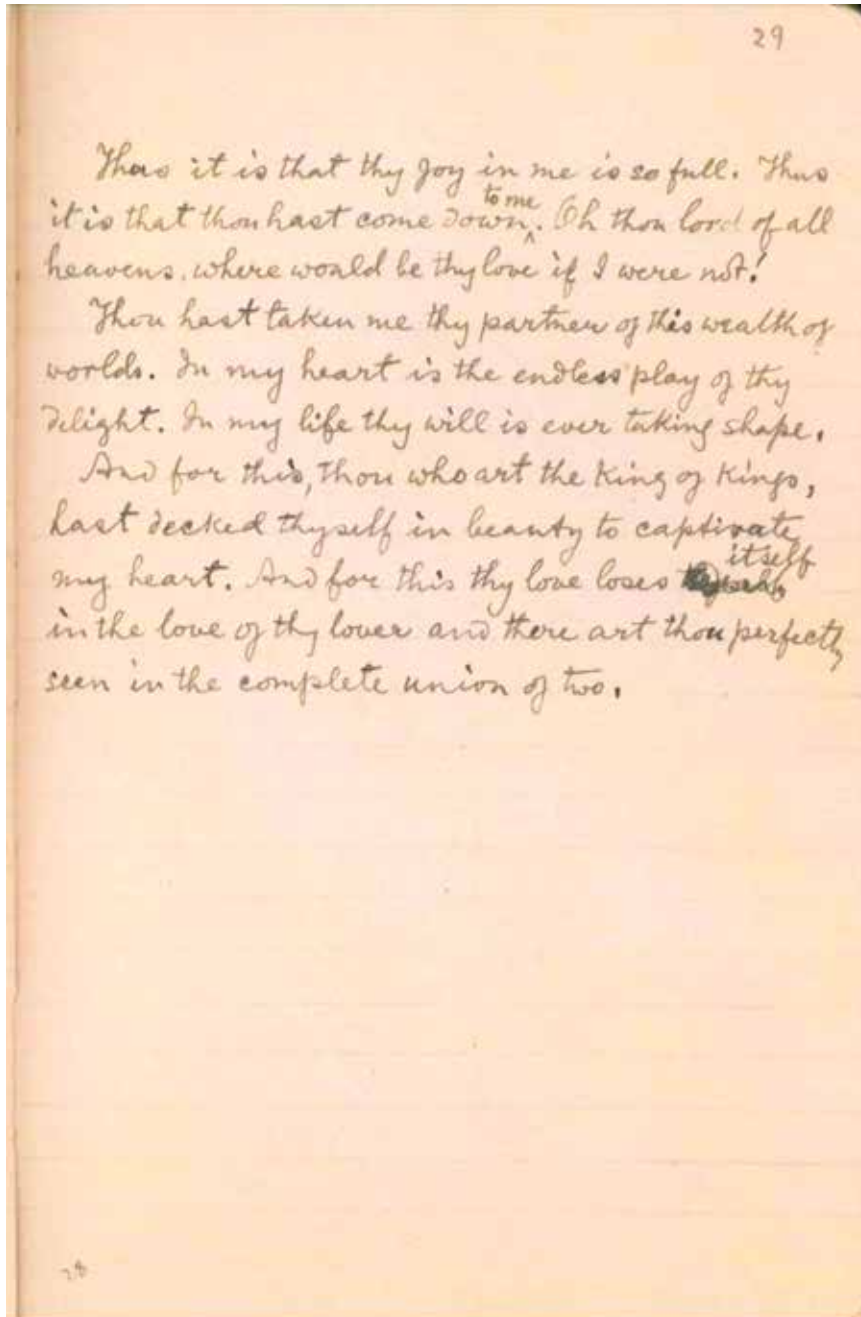 29
Thus it is that thy joy in me is so full. Thus
it is that thou hast come down to me. Oh thou lord of all
heavens, where would be thy love if I were not!
Thou hast taken me thy partner of this wealth of
worlds. In my heart is the endless play of thy
delight. In my life thy will is ever taking shape.
And for this, thou who art the King of Kings,
hast decked thyself in beauty to captivate
my heart. And for this thy love loses itself
in the love of thy lover and there art thou perfectly
seen in the complete union of two.
28